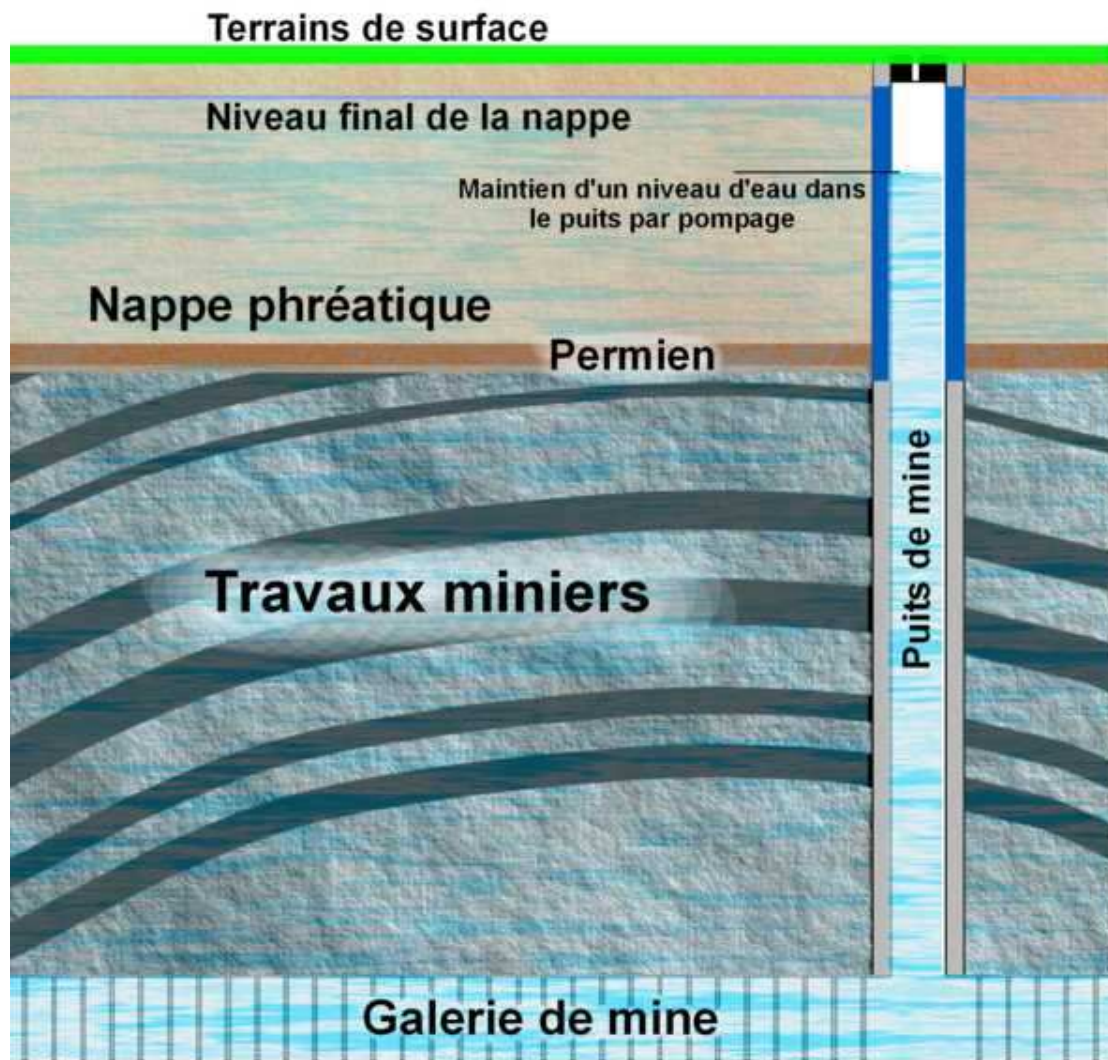 Terrains de surface
Niveau final de la nappe
Maintien d'un niveau d'eau dans
le puits par pompage
Nappe phréatique
Permien
Puits de mine
Travaux miniers
Galerie de mine